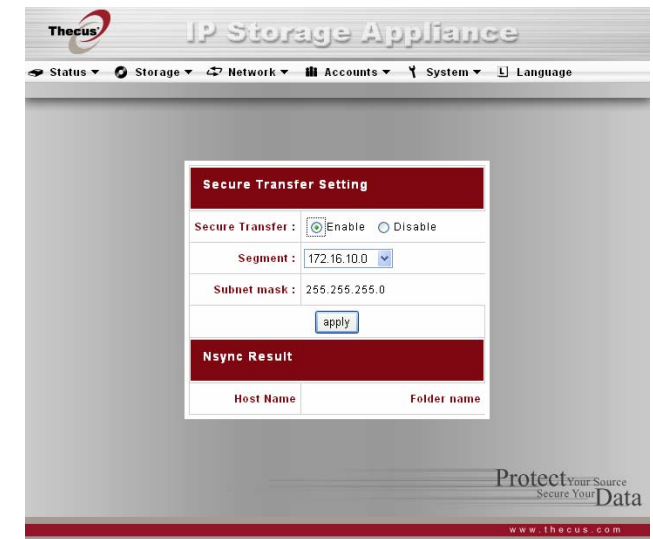 Thecus
IP Storage Appliance
Status Storage Network Accounts System Language
Secure Transfer Setting
Secure Transfer : Enable Disable
Segment : 172.16.10.0
Subnet mask : 255.255.255.0
apply
Nsync Result
Host Name Folder name
Protect Your Source
Secure Your Data
www.thecus.com